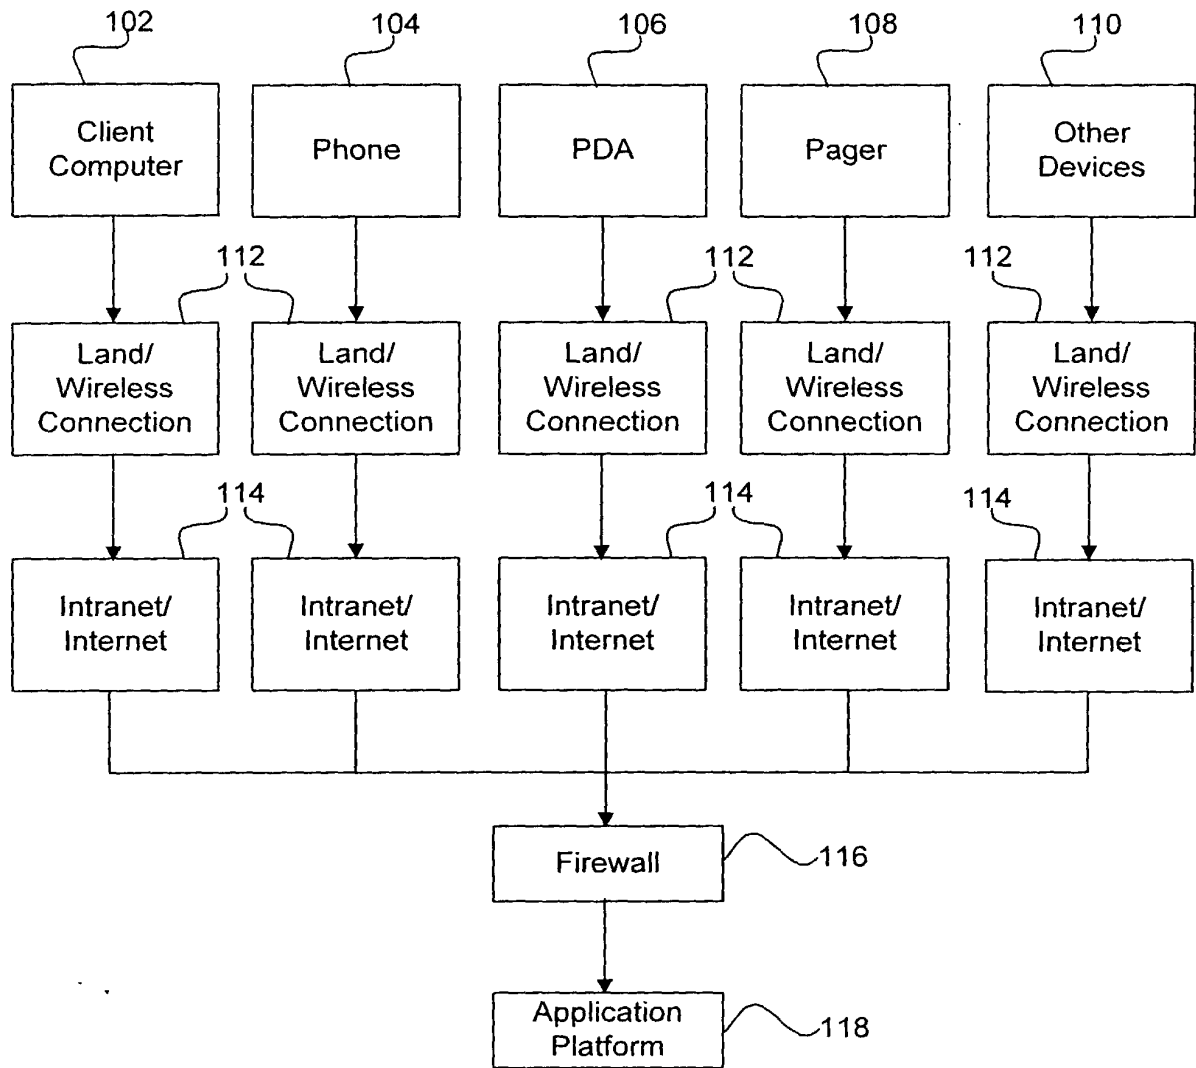 102
104
106
108
110
Client
Computer
Phone
PDA
Pager
Other
Devices
112
112
112
Land/
Wireless
Connection
Land/
Wireless
Connection
Land/
Wireless
Connection
Land/
Wireless
Connection
Land/
Wireless
Connection
114
114
114
Intranet/
Internet
Intranet/
Internet
Intranet/
Internet
Intranet/
Internet
Intranet/
Internet
Firewall
116
Application
Platform
118